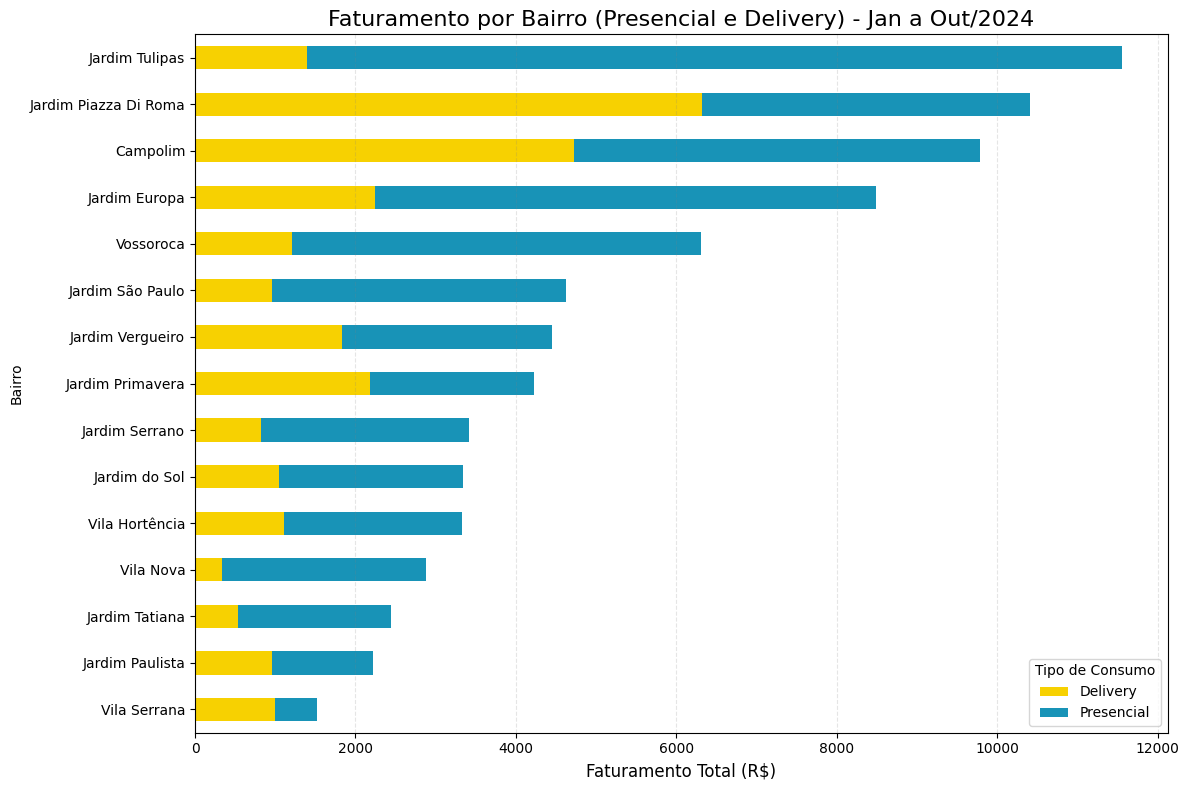 Faturamento por Bairro (Presencial e Delivery) - Jan a Out/2024
Bairro
Jardim Tulipas
Jardim Piazza Di Roma
Campolim
Jardim Europa
Vossoroca
Jardim São Paulo
Jardim Vergueiro
Jardim Primavera
Jardim Serrano
Jardim do Sol
Vila Hortência
Vila Nova
Jardim Tatiana
Jardim Paulista
Vila Serrana
Tipo de Consumo
Delivery
Presencial
0 2000 4000 6000 8000 10000 12000
Faturamento Total (R$)